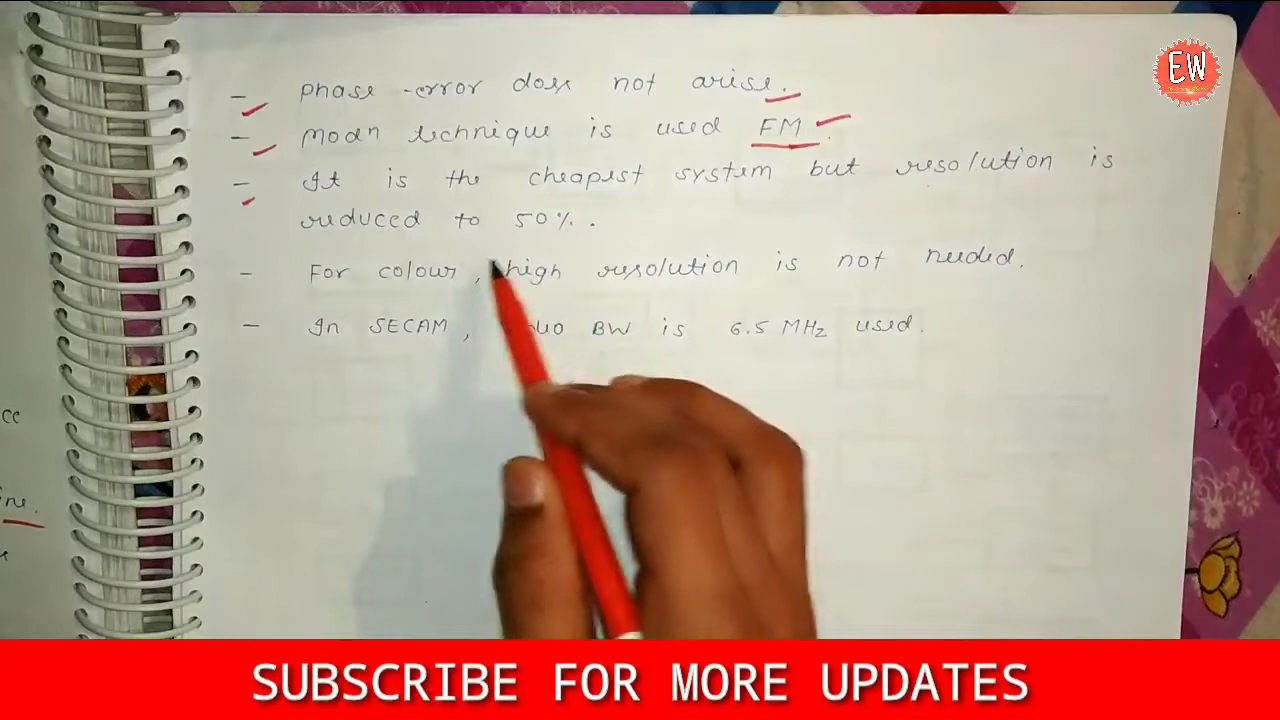 EW
- phase-error does not arise.
- modn technique is used FM.
- It is the cheapest system but resolution is
reduced to 50%.
- For colour, high resolution is not needed.
- In SECAM, BW is 6.5 MHz used.
cc
ine.
SUBSCRIBE FOR MORE UPDATES